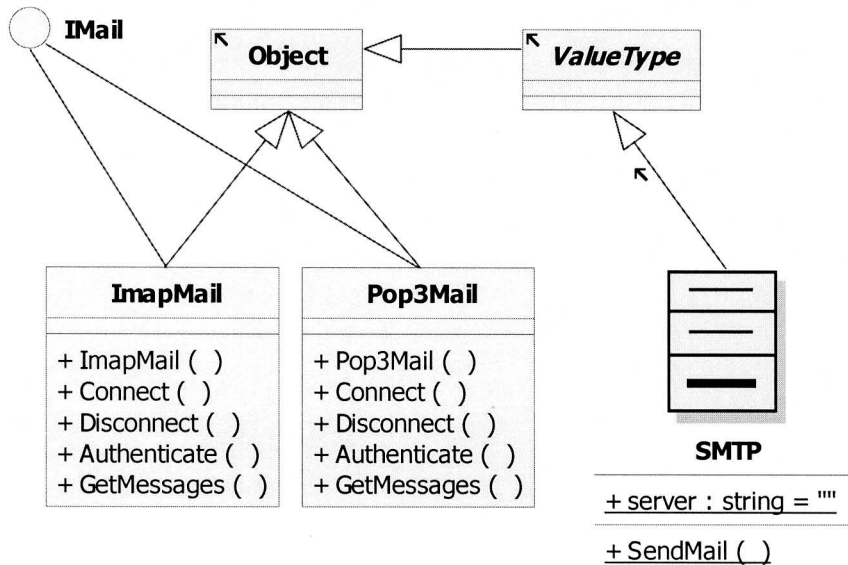 IMail
Object
ValueType
ImapMail
+ ImapMail ( )
+ Connect ( )
+ Disconnect ( )
+ Authenticate ( )
+ GetMessages ( )
Pop3Mail
+ Pop3Mail ( )
+ Connect ( )
+ Disconnect ( )
+ Authenticate ( )
+ GetMessages ( )
SMTP
+ server : string = ""
+ SendMail ( )